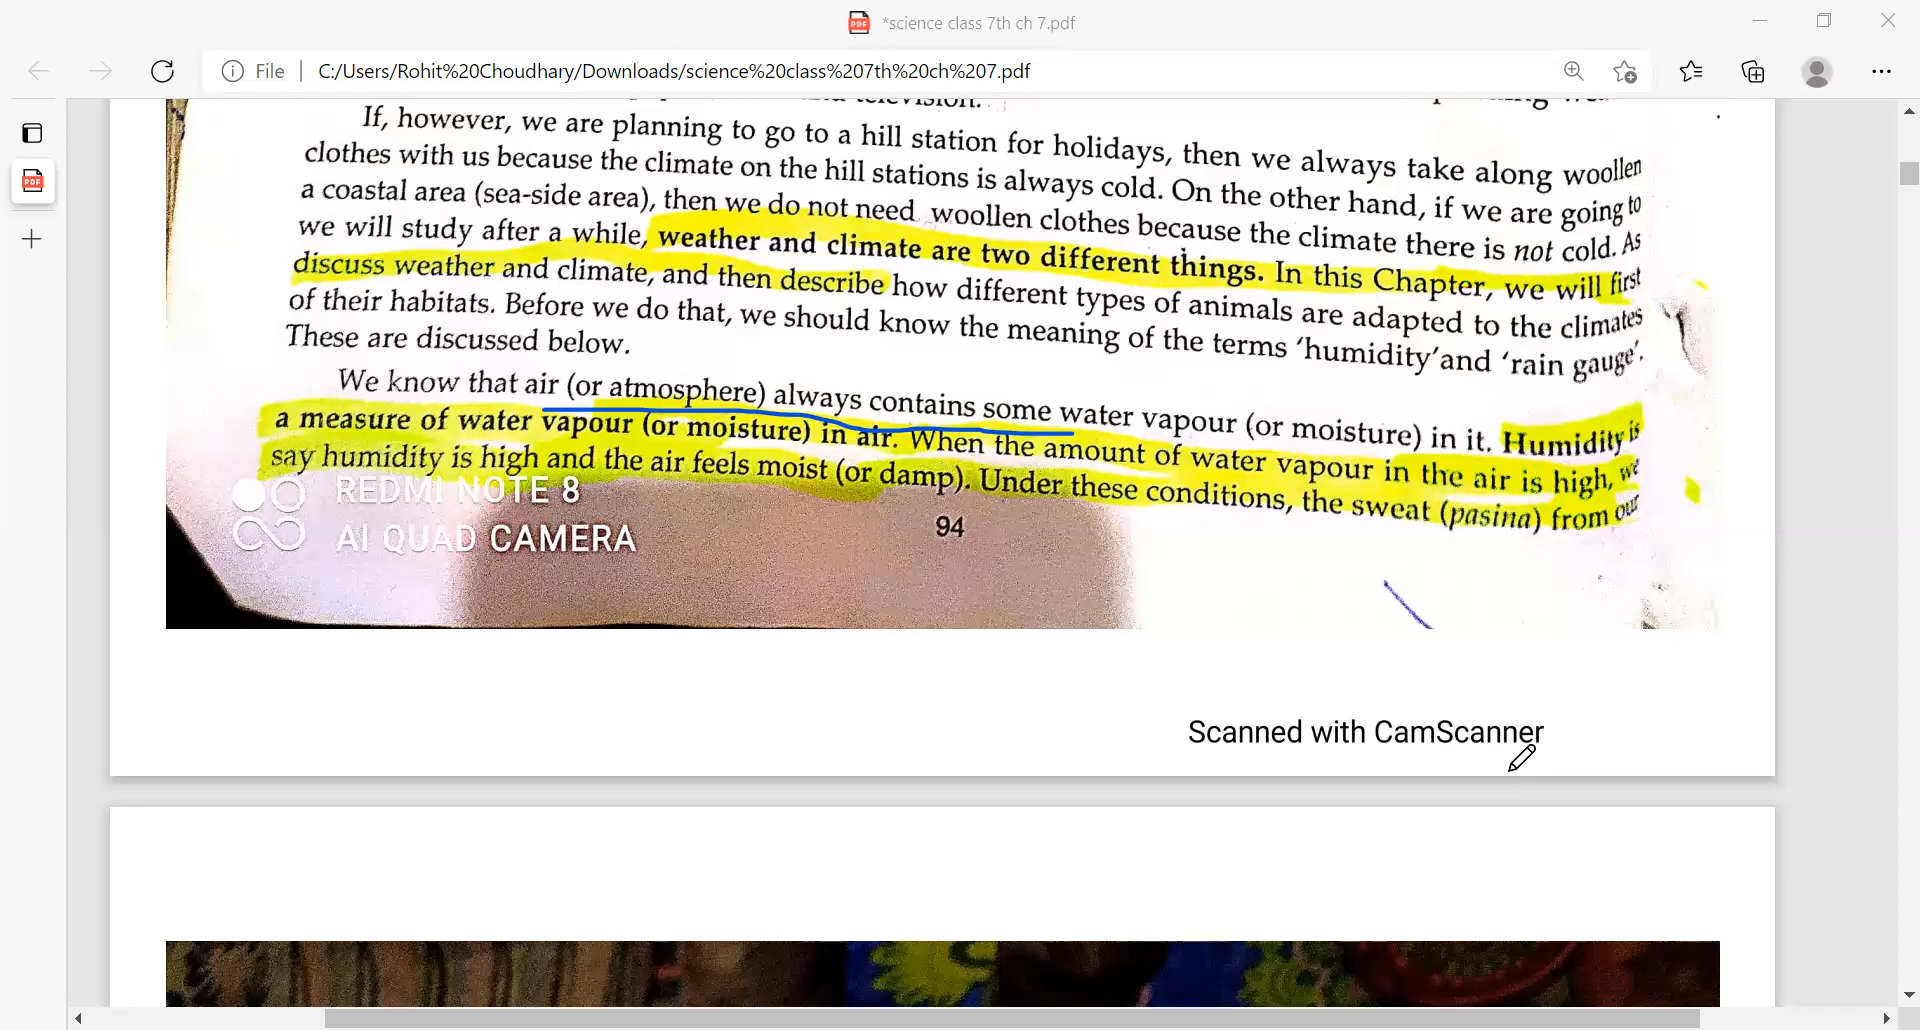 *science class 7th ch 7.pdf
File C:/Users/Rohit%20Choudhary/Downloads/science%20class%207th%20ch%207.pdf
television.
If, however, we are planning to go to a hill station for holidays, then we always take along woollen
clothes with us because the climate on the hill stations is always cold. On the other hand, if we are going to
a coastal area (sea-side area), then we do not need woollen clothes because the climate there is not cold. As
we will study after a while, weather and climate are two different things. In this Chapter, we will first
discuss weather and climate, and then describe how different types of animals are adapted to the climates
of their habitats. Before we do that, we should know the meaning of the terms ‘humidity’and ‘rain gauge’.
These are discussed below.
We know that air (or atmosphere) always contains some water vapour (or moisture) in it. Humidity is
a measure of water vapour (or moisture) in air. When the amount of water vapour in the air is high, we
say humidity is high and the air feels moist (or damp). Under these conditions, the sweat (pasina) from our
REDMI NOTE 8
AI QUAD CAMERA
94
Scanned with CamScanner